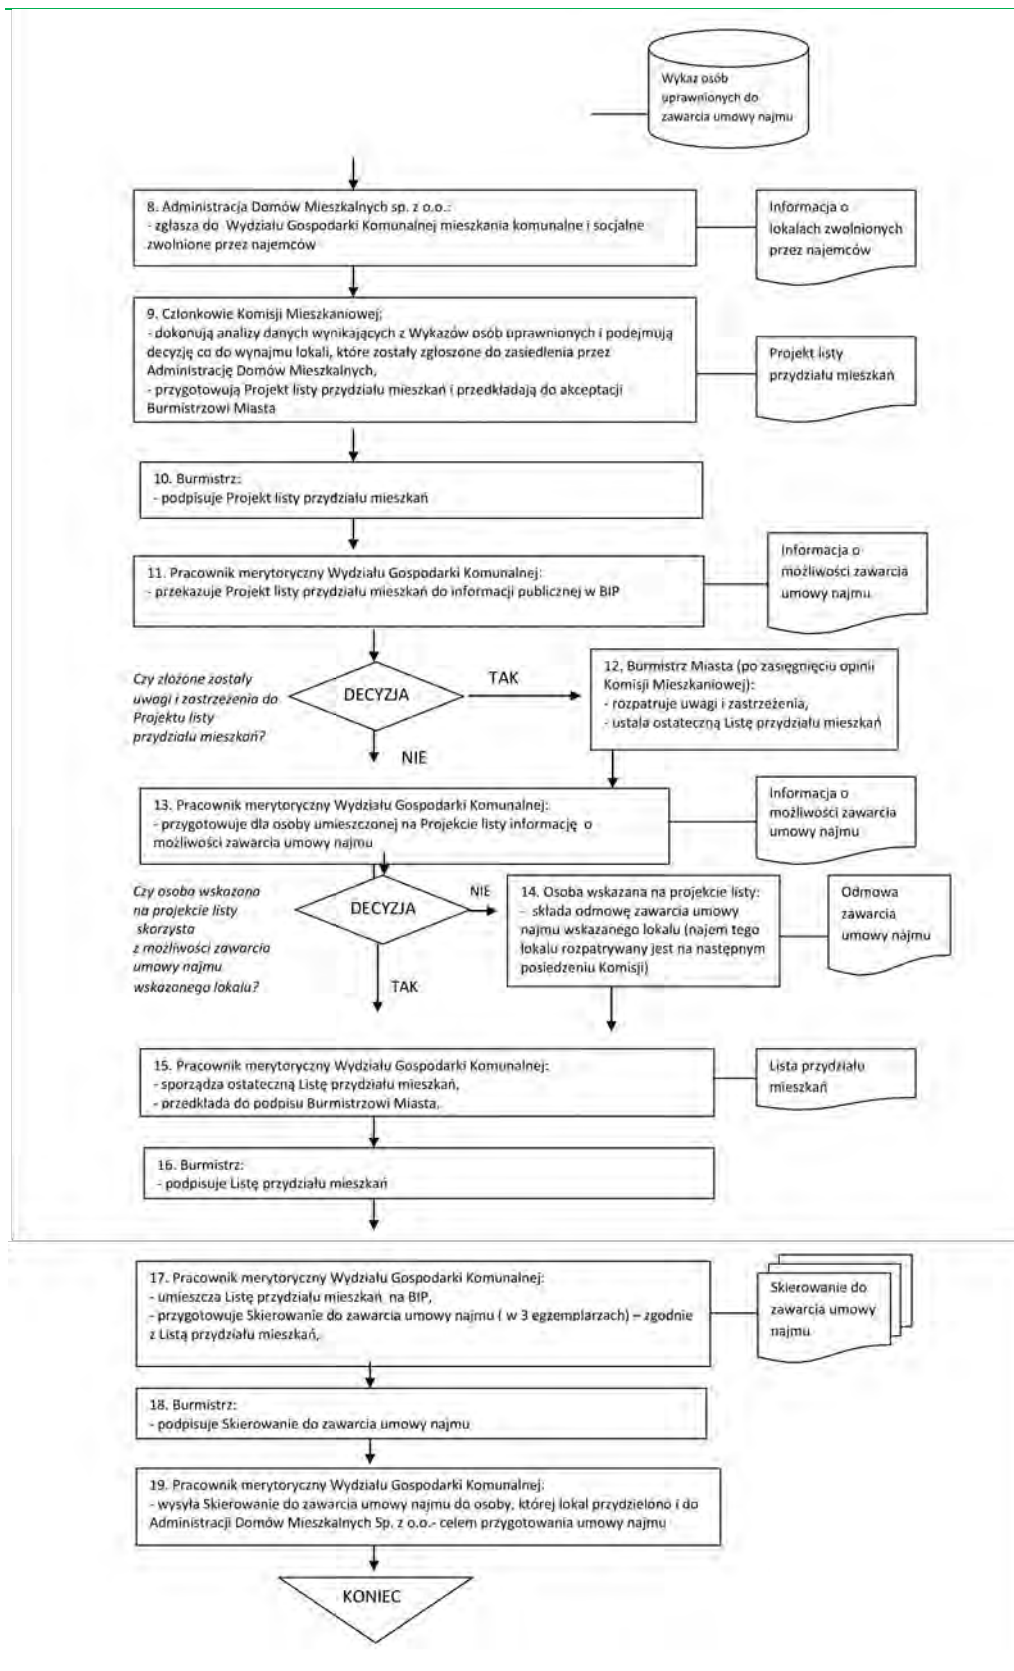 Wykaz osób
uprawnionych do
zawarcia umowy najmu
8. Administracja Domów Mieszkalnych sp. z o.o.:
- zgłasza do Wydziału Gospodarki Komunalnej mieszkania komunalne i socjalne
zwolnione przez najemców
Informacja o
lokalach zwolnionych
przez najemców
9. Członkowie Komisji Mieszkaniowej:
- dokonują analizy danych wynikających z Wykazów osób uprawnionych i podejmują
decyzję co do wynajmu lokali, które zostały zgłoszone do zasiedlenia przez
Administrację Domów Mieszkalnych,
- przygotowują Projekt listy przydziału mieszkań i przedkładają do akceptacji
Burmistrzowi Miasta
Projekt listy
przydziału mieszkań
10. Burmistrz:
- podpisuje Projekt listy przydziału mieszkań
11. Pracownik merytoryczny Wydziału Gospodarki Komunalnej:
- przekazuje Projekt listy przydziału mieszkań do informacji publicznej w BIP
Informacja o
możliwości zawarcia
umowy najmu
Czy złożone zostały
uwagi i zastrzeżenia do
Projektu listy
przydziału mieszkań?
DECYZJA
TAK
NIE
12. Burmistrz Miasta (po zasięgnięciu opinii
Komisji Mieszkaniowej):
- rozpatruje uwagi i zastrzeżenia,
- ustala ostateczną Listę przydziału mieszkań
13. Pracownik merytoryczny Wydziału Gospodarki Komunalnej:
- przygotowuje dla osoby umieszczonej na Projekcie listy informację o
możliwości zawarcia umowy najmu
Informacja o
możliwości zawarcia
umowy najmu
Czy osoba wskazana
na projekcie listy
skorzysta
z możliwości zawarcia
umowy najmu
wskazanego lokalu?
DECYZJA
NIE
TAK
14. Osoba wskazana na projekcie listy:
- składa odmowę zawarcia umowy
najmu wskazanego lokalu (najem tego
lokalu rozpatrywany jest na następnym
posiedzeniu Komisji)
Odmowa
zawarcia
umowy najmu
15. Pracownik merytoryczny Wydziału Gospodarki Komunalnej:
- sporządza ostateczną Listę przydziału mieszkań,
- przedkłada do podpisu Burmistrzowi Miasta,
Lista przydziału
mieszkań
16. Burmistrz:
- podpisuje Listę przydziału mieszkań
17. Pracownik merytoryczny Wydziału Gospodarki Komunalnej:
- umieszcza Listę przydziału mieszkań na BIP,
- przygotowuje Skierowanie do zawarcia umowy najmu ( w 3 egzemplarzach) – zgodnie
z Listą przydziału mieszkań,
Skierowanie do
zawarcia umowy
najmu
18. Burmistrz:
- podpisuje Skierowanie do zawarcia umowy najmu
19. Pracownik merytoryczny Wydziału Gospodarki Komunalnej:
- wysyła Skierowanie do zawarcia umowy najmu do osoby, której lokal przydzielono i do
Administracji Domów Mieszkalnych Sp. z o.o.- celem przygotowania umowy najmu
KONIEC